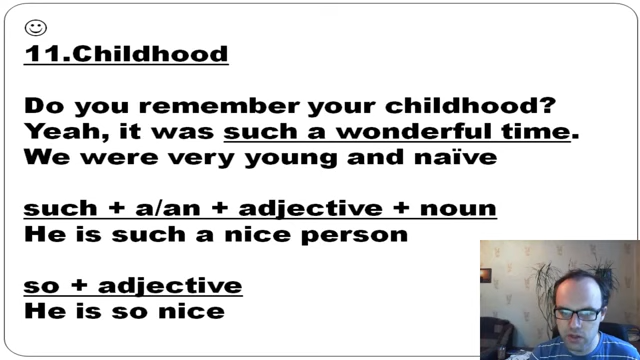 11.Childhood
Do you remember your childhood?
Yeah, it was such a wonderful time.
We were very young and naïve
such + a/an + adjective + noun
He is such a nice person
so + adjective
He is so nice